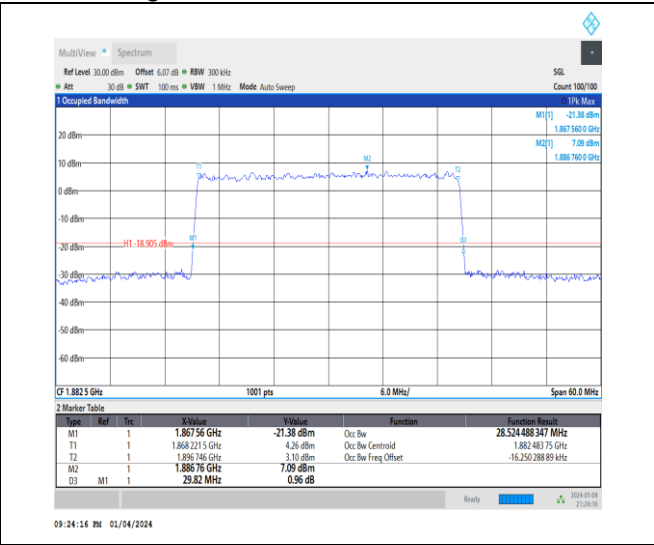 MultiView Spectrum
Ref Level 30.00 dBm Offset 6.07 dB RBW 300 kHz SGL
Att 30 dB SWT 100 ms VBW 1 MHz Mode Auto Sweep Count 100/100
1 Occupied Bandwidth 1Pk Max
M1[1] -21.38 dBm
1.867 560 0 GHz
20 dBm
M2[1] 7.09 dBm
1.886 760 0 GHz
10 dBm
T1 M2 T2
0 dBm
-10 dBm
H1 -18.905 dBm M1 D3
-20 dBm
-30 dBm
-40 dBm
-50 dBm
-60 dBm
CF 1.882 5 GHz 1001 pts 6.0 MHz/ Span 60.0 MHz
2 Marker Table
Type Ref Trc X-Value Y-Value Function Function Result
M1 1 1.867 56 GHz -21.38 dBm Occ Bw 28.524 488 347 MHz
T1 1 1.868 221 5 GHz 4.26 dBm Occ Bw Centroid 1.882 483 75 GHz
T2 1 1.896 746 GHz 3.10 dBm Occ Bw Freq Offset -16.250 288 89 kHz
M2 1 1.886 76 GHz 7.09 dBm
D3 M1 1 29.82 MHz 0.96 dB
Ready 2024-01-04
21:24:16
09:24:16 PM 01/04/2024